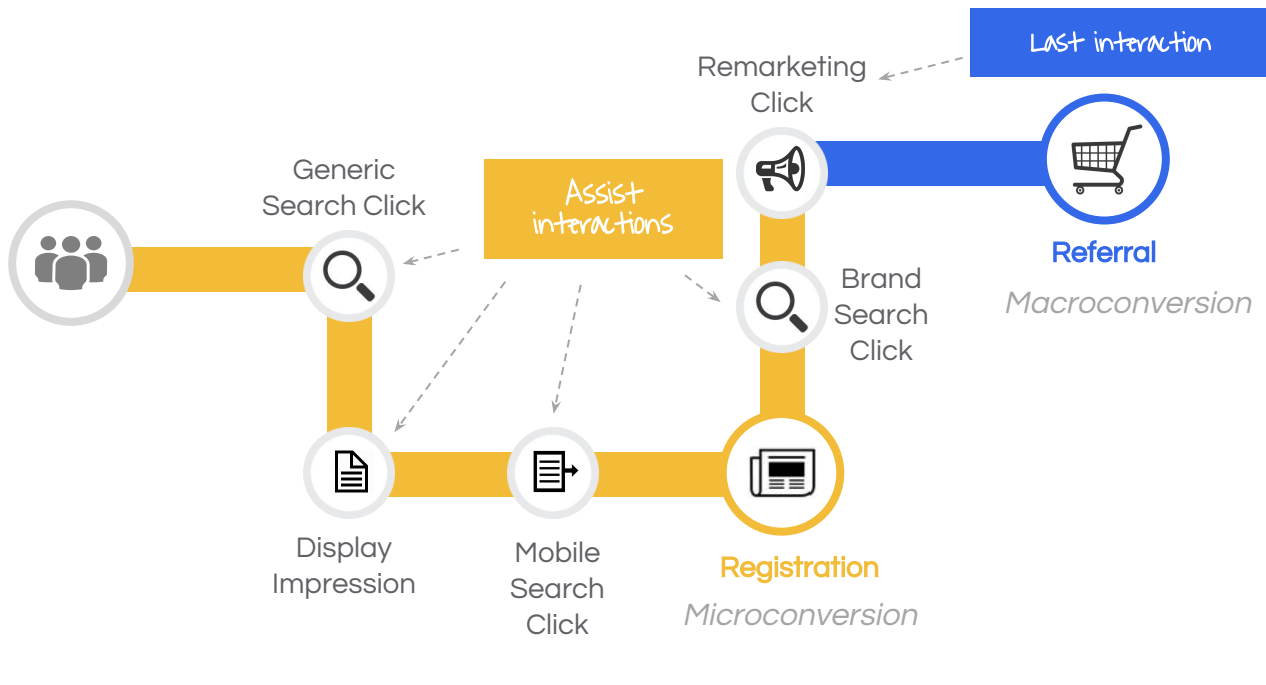 Last interaction
Remarketing
Click
Generic
Search Click
Assist
interactions
Referral
Macroconversion
Brand
Search
Click
Display
Impression
Mobile
Search
Click
Registration
Microconversion